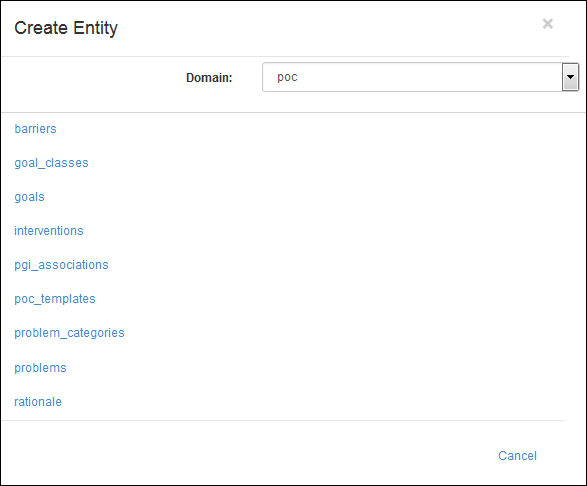 Create Entity
Domain: poc
barriers
goal_classes
goals
interventions
pgi_associations
poc_templates
problem_categories
problems
rationale
Cancel